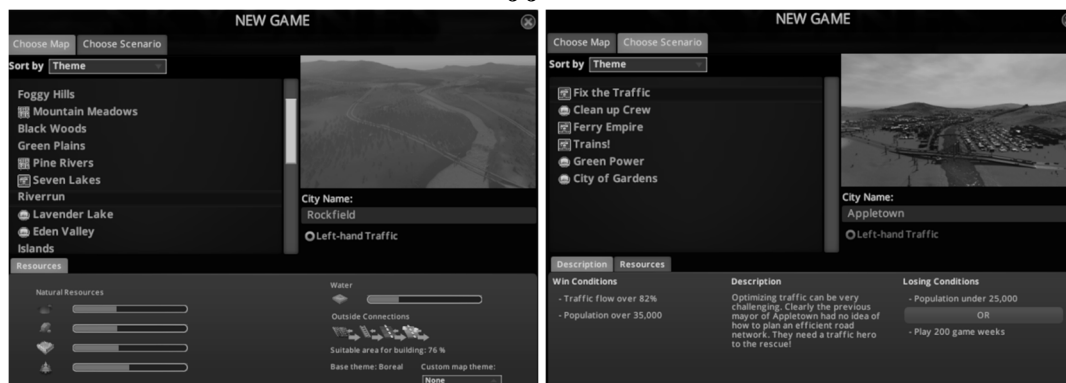 NEW GAME
Choose Map Choose Scenario
Sort by Theme
Foggy Hills
Mountain Meadows
Black Woods
Green Plains
Pine Rivers
Seven Lakes
Riverrun
Lavender Lake
Eden Valley
Islands
City Name:
Rockfield
Left-hand Traffic
Resources
Natural Resources
Water
Outside Connections
Suitable area for building: 76 %
Base theme: Boreal Custom map theme:
None
NEW GAME
Choose Map Choose Scenario
Sort by Theme
Fix the Traffic
Clean up Crew
Ferry Empire
Trains!
Green Power
City of Gardens
City Name:
Appletown
Left-hand Traffic
Description Resources
Win Conditions
- Traffic flow over 82%
- Population over 35,000
Description
Optimizing traffic can be very
challenging. Clearly the previous
mayor of Appletown had no idea of
how to plan an efficient road
network. They need a traffic hero
to the rescue!
Losing Conditions
- Population under 25,000
OR
- Play 200 game weeks